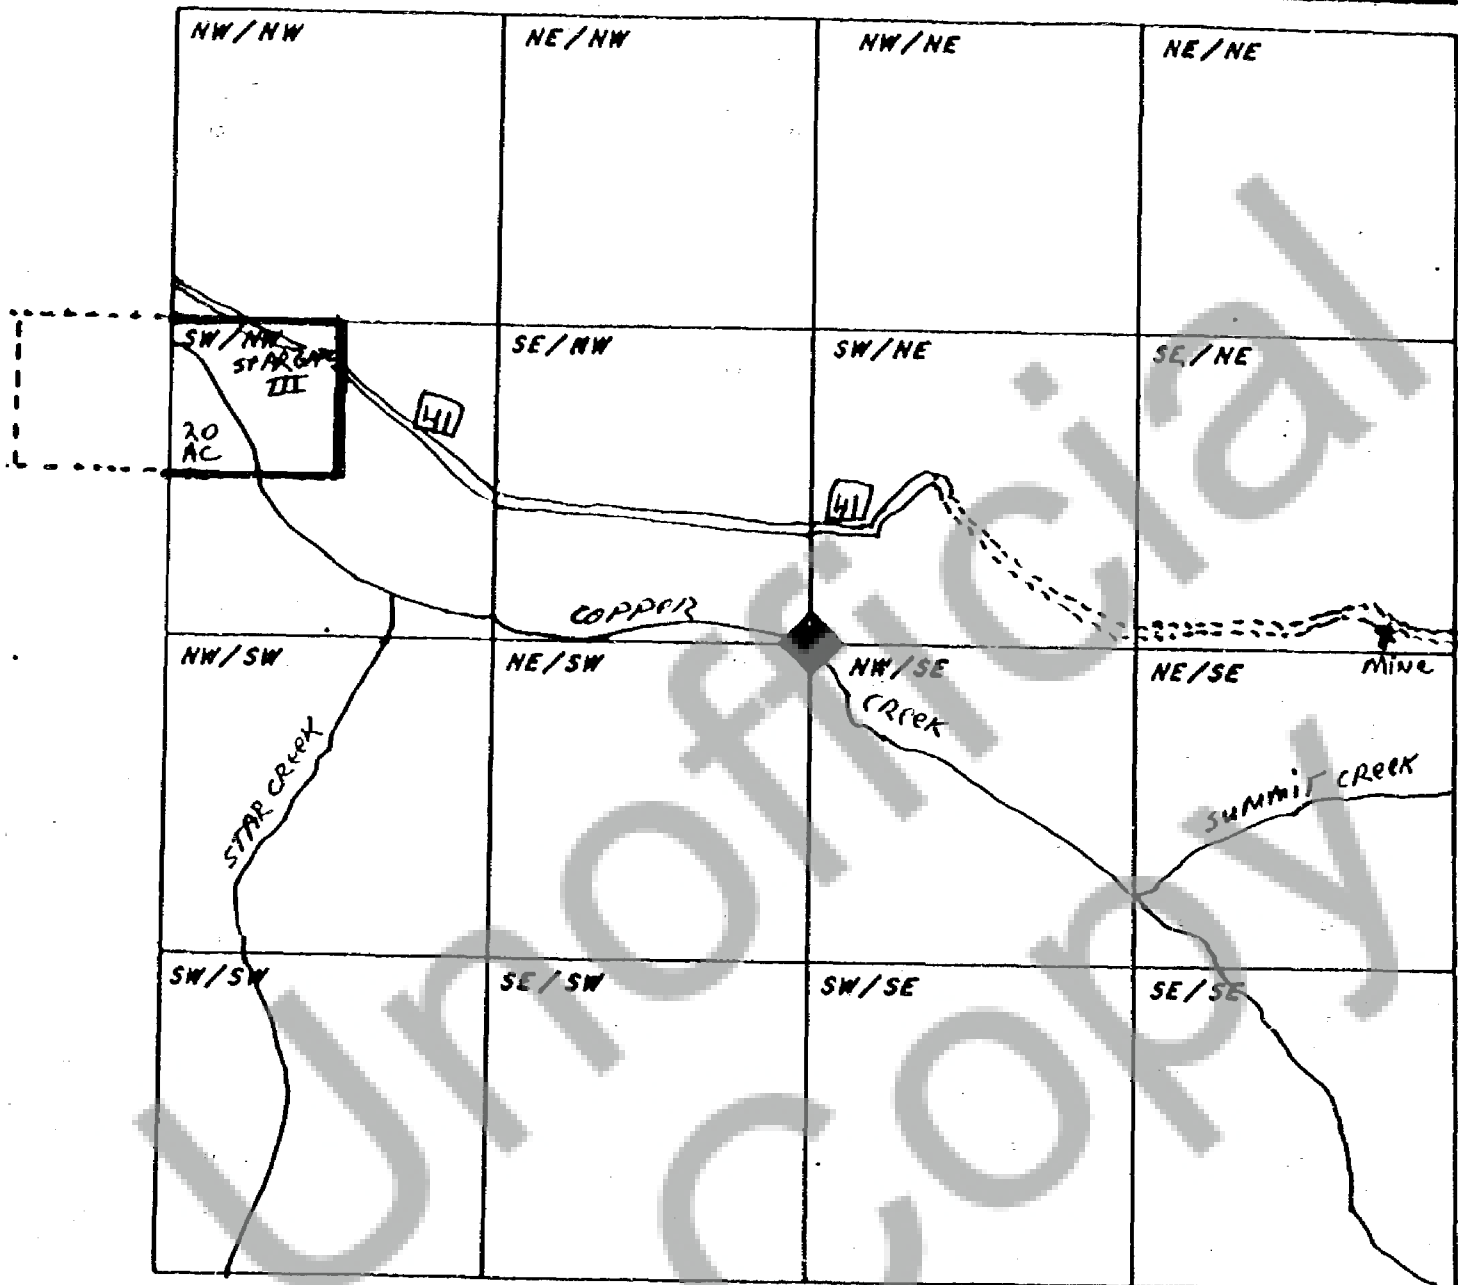 NW/NW
NE/NW
NW/NE
NE/NE
SW/NW
STARGATE
III
20
AC
SE/NW
SW/NE
SE/NE
41
41
COPPER
CREEK
NW/SW
NE/SW
NW/SE
NE/SE
MINE
STAR CREEK
SUMMIT CREEK
SW/SW
SE/SW
SW/SE
SE/SE
Unofficial
Copy